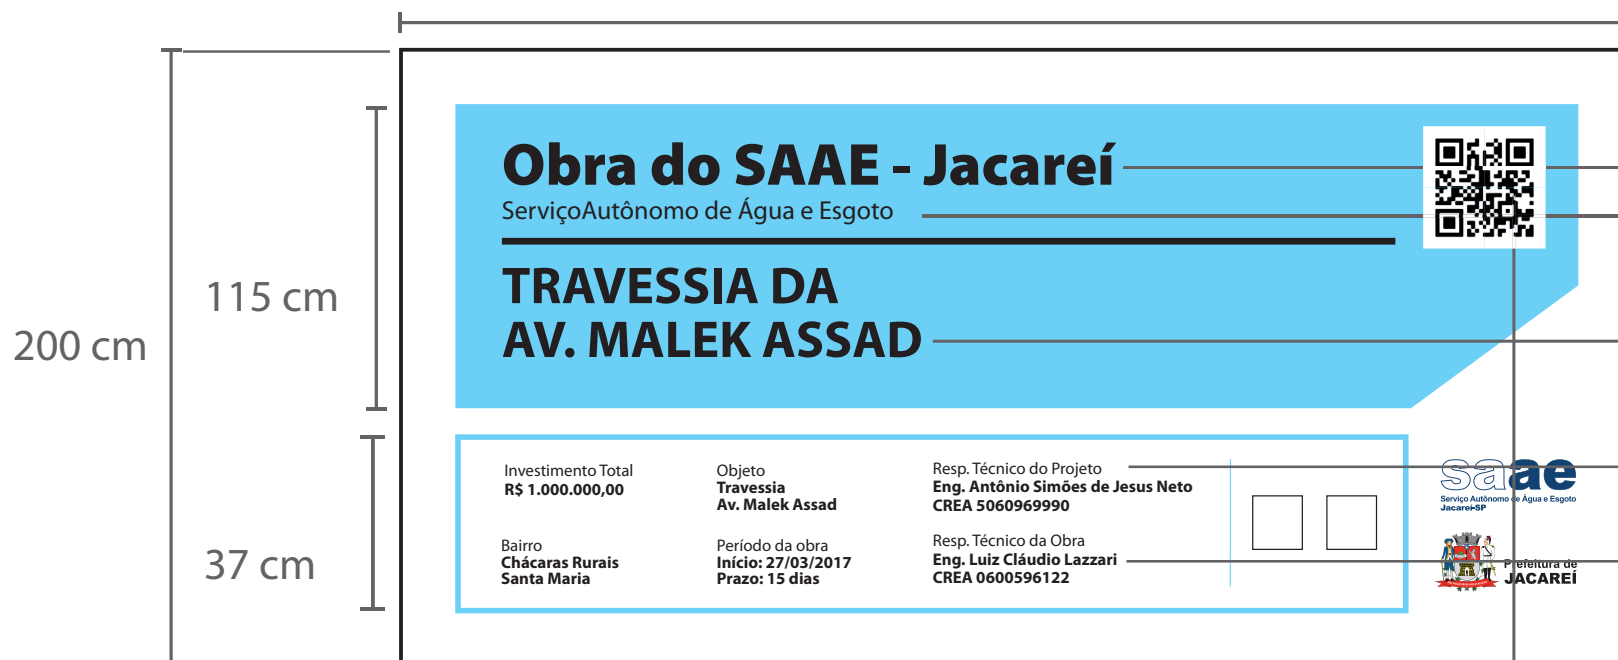 200 cm
115 cm
37 cm
Obra do SAAE - Jacareí
ServiçoAutônomo de Água e Esgoto
TRAVESSIA DA
AV. MALEK ASSAD
Investimento Total
R$ 1.000.000,00
Bairro
Chácaras Rurais
Santa Maria
Objeto
Travessia
Av. Malek Assad
Período da obra
Início: 27/03/2017
Prazo: 15 dias
Resp. Técnico do Projeto
Eng. Antônio Simões de Jesus Neto
CREA 5060969990
Resp. Técnico da Obra
Eng. Luiz Cláudio Lazzari
CREA 0600596122
saae
Serviço Autônomo de Água e Esgoto
Jacareí-SP
Prefeitura de
JACAREÍ